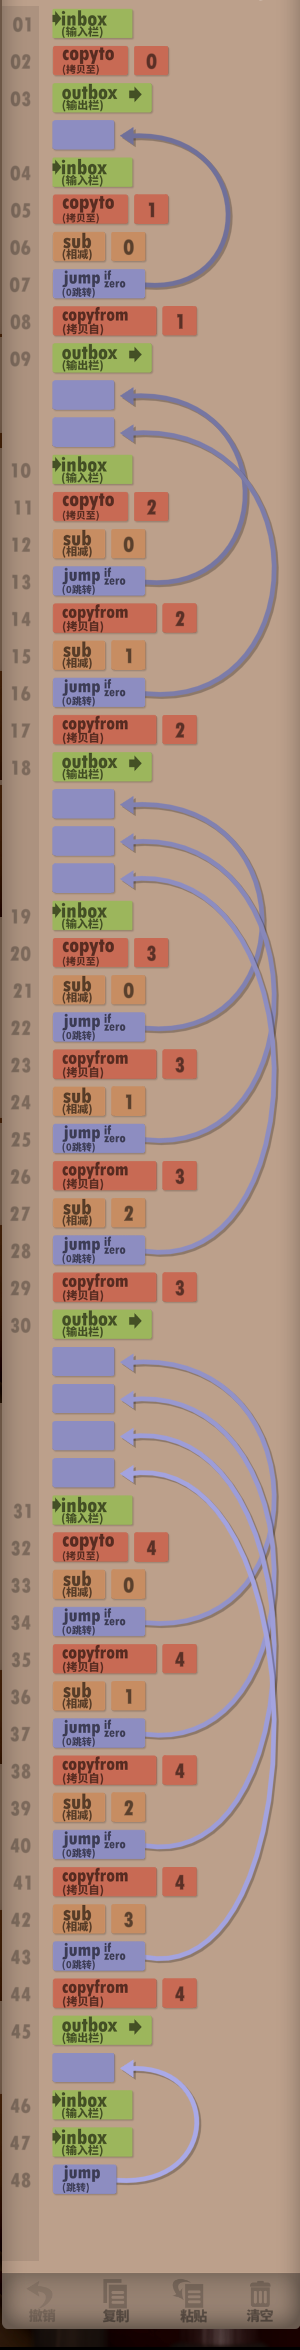 01 inbox
(输入栏)
02 copyto 0
(拷贝至)
03 outbox
(输出栏)
04 inbox
(输入栏)
05 copyto 1
(拷贝至)
06 sub 0
(相减)
07 jump if zero
(0跳转)
08 copyfrom 1
(拷贝自)
09 outbox
(输出栏)
10 inbox
(输入栏)
11 copyto 2
(拷贝至)
12 sub 0
(相减)
13 jump if zero
(0跳转)
14 copyfrom 2
(拷贝自)
15 sub 1
(相减)
16 jump if zero
(0跳转)
17 copyfrom 2
(拷贝自)
18 outbox
(输出栏)
19 inbox
(输入栏)
20 copyto 3
(拷贝至)
21 sub 0
(相减)
22 jump if zero
(0跳转)
23 copyfrom 3
(拷贝自)
24 sub 1
(相减)
25 jump if zero
(0跳转)
26 copyfrom 3
(拷贝自)
27 sub 2
(相减)
28 jump if zero
(0跳转)
29 copyfrom 3
(拷贝自)
30 outbox
(输出栏)
31 inbox
(输入栏)
32 copyto 4
(拷贝至)
33 sub 0
(相减)
34 jump if zero
(0跳转)
35 copyfrom 4
(拷贝自)
36 sub 1
(相减)
37 jump if zero
(0跳转)
38 copyfrom 4
(拷贝自)
39 sub 2
(相减)
40 jump if zero
(0跳转)
41 copyfrom 4
(拷贝自)
42 sub 3
(相减)
43 jump if zero
(0跳转)
44 copyfrom 4
(拷贝自)
45 outbox
(输出栏)
46 inbox
(输入栏)
47 inbox
(输入栏)
48 jump
(跳转)
撤销 复制 粘贴 清空